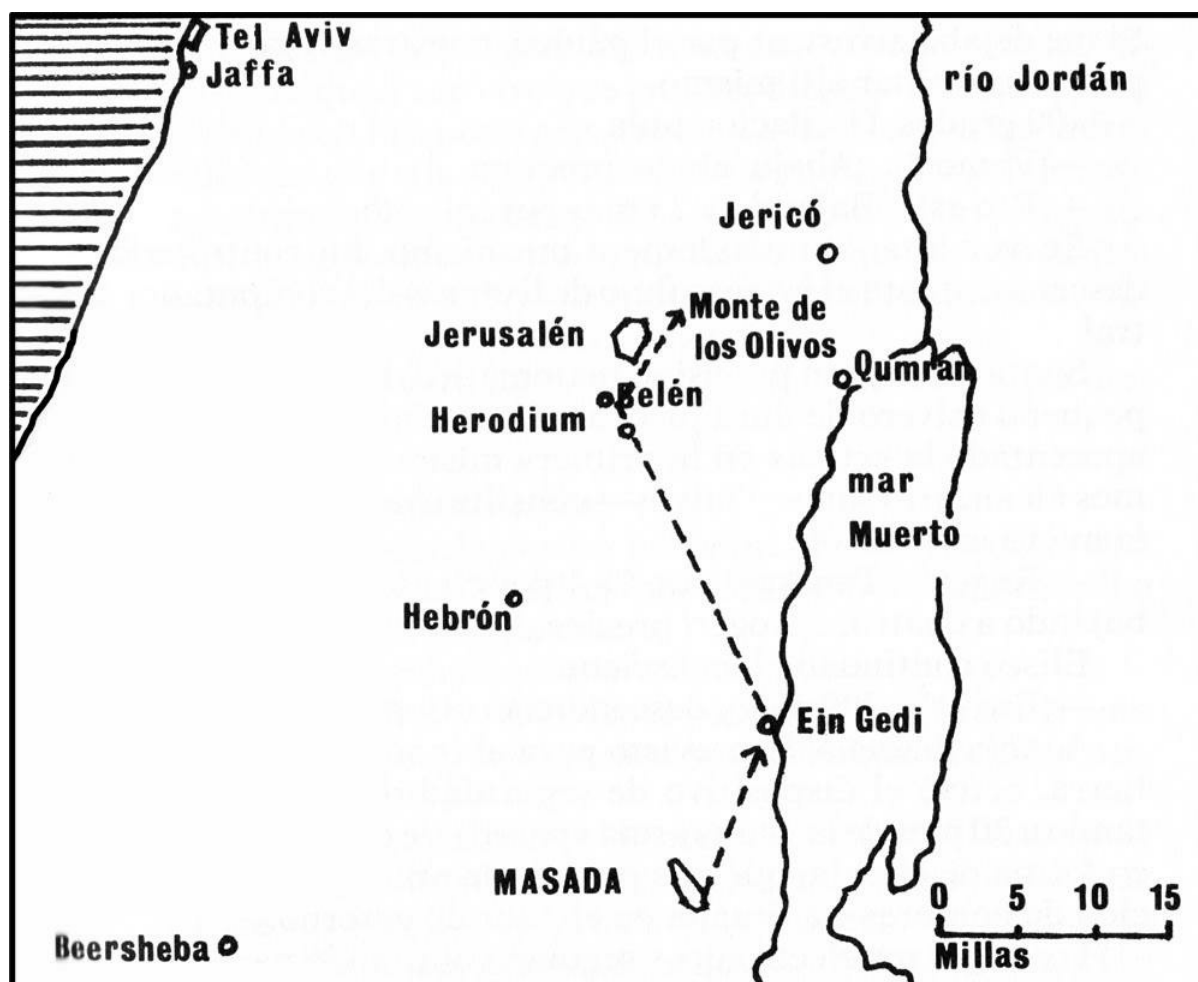 Tel Aviv
Jaffa
río Jordán
Jericó
Jerusalén
Monte de
los Olivos
Qumran
Belén
Herodium
mar
Muerto
Hebrón
Ein Gedi
MASADA
0 5 10 15
Millas
Beersheba